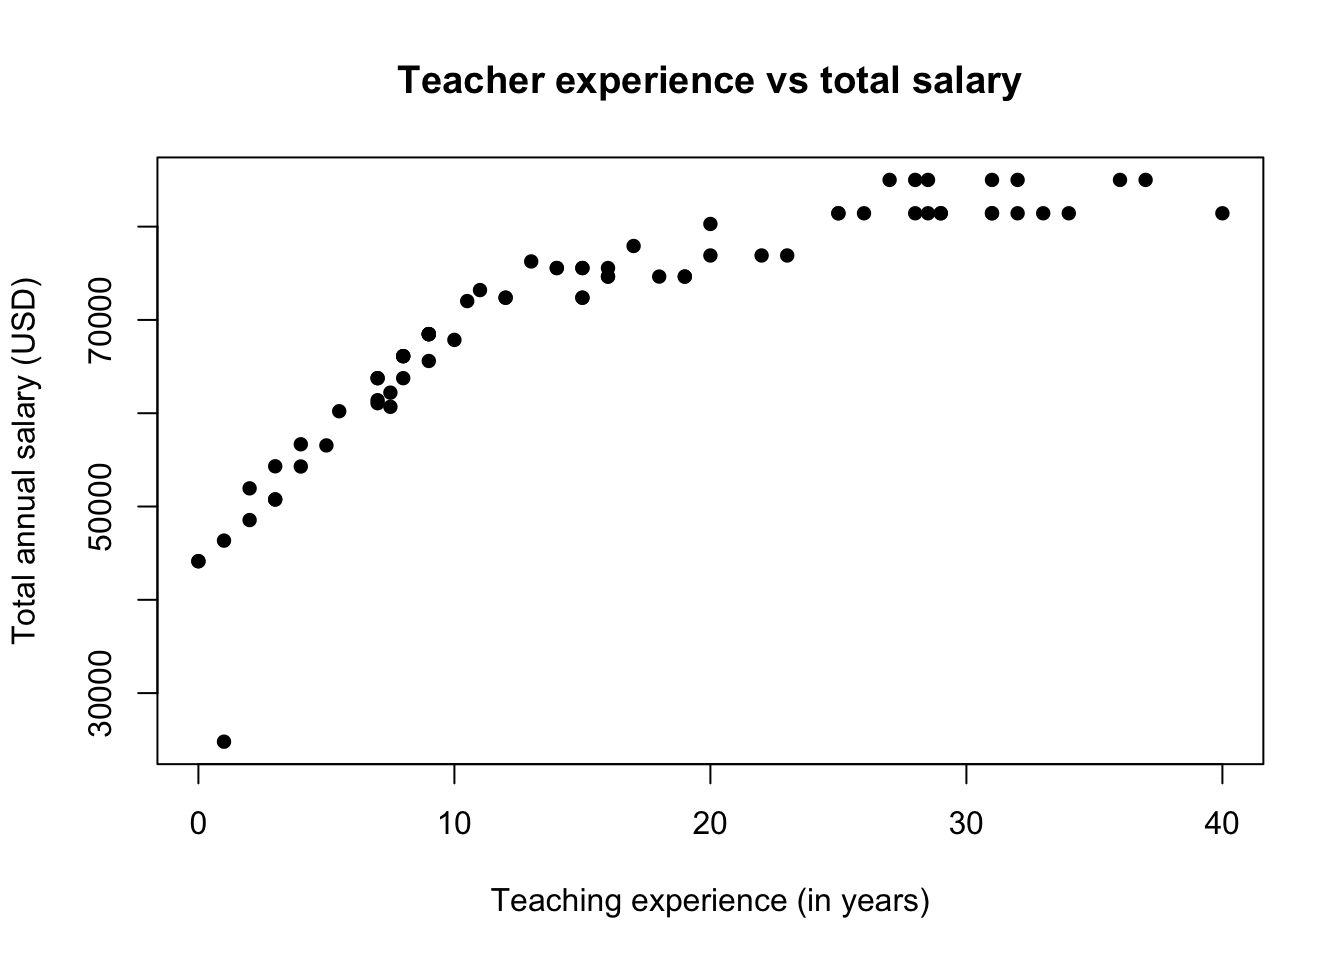 Teacher experience vs total salary
Total annual salary (USD)
70000
50000
30000
0 10 20 30 40
Teaching experience (in years)